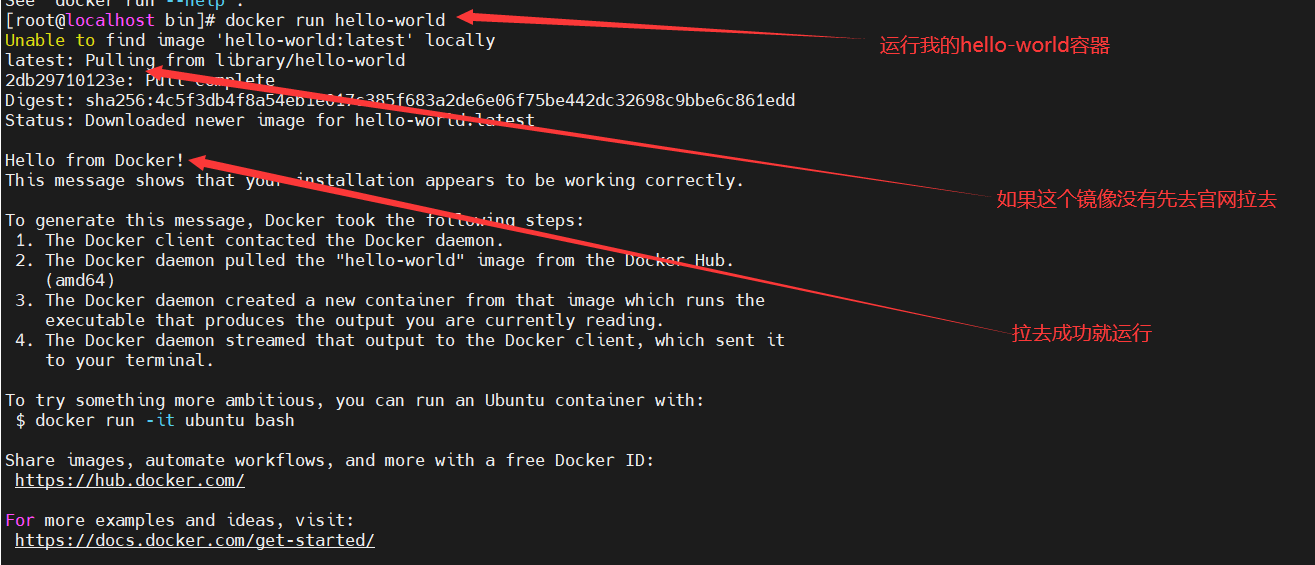 See 'docker run --help'.
[root@localhost bin]# docker run hello-world
运行我的hello-world容器
Unable to find image 'hello-world:latest' locally
latest: Pulling from library/hello-world
2db29710123e: Pull complete
Digest: sha256:4c5f3db4f8a54eb1e017c385f683a2de6e06f75be442dc32698c9bbe6c861edd
Status: Downloaded newer image for hello-world:latest
Hello from Docker!
This message shows that your installation appears to be working correctly.
如果这个镜像没有先去官网拉去
To generate this message, Docker took the following steps:
1. The Docker client contacted the Docker daemon.
2. The Docker daemon pulled the "hello-world" image from the Docker Hub.
(amd64)
3. The Docker daemon created a new container from that image which runs the
executable that produces the output you are currently reading.
4. The Docker daemon streamed that output to the Docker client, which sent it
拉去成功就运行
to your terminal.
To try something more ambitious, you can run an Ubuntu container with:
$ docker run -it ubuntu bash
Share images, automate workflows, and more with a free Docker ID:
https://hub.docker.com/
For more examples and ideas, visit:
https://docs.docker.com/get-started/